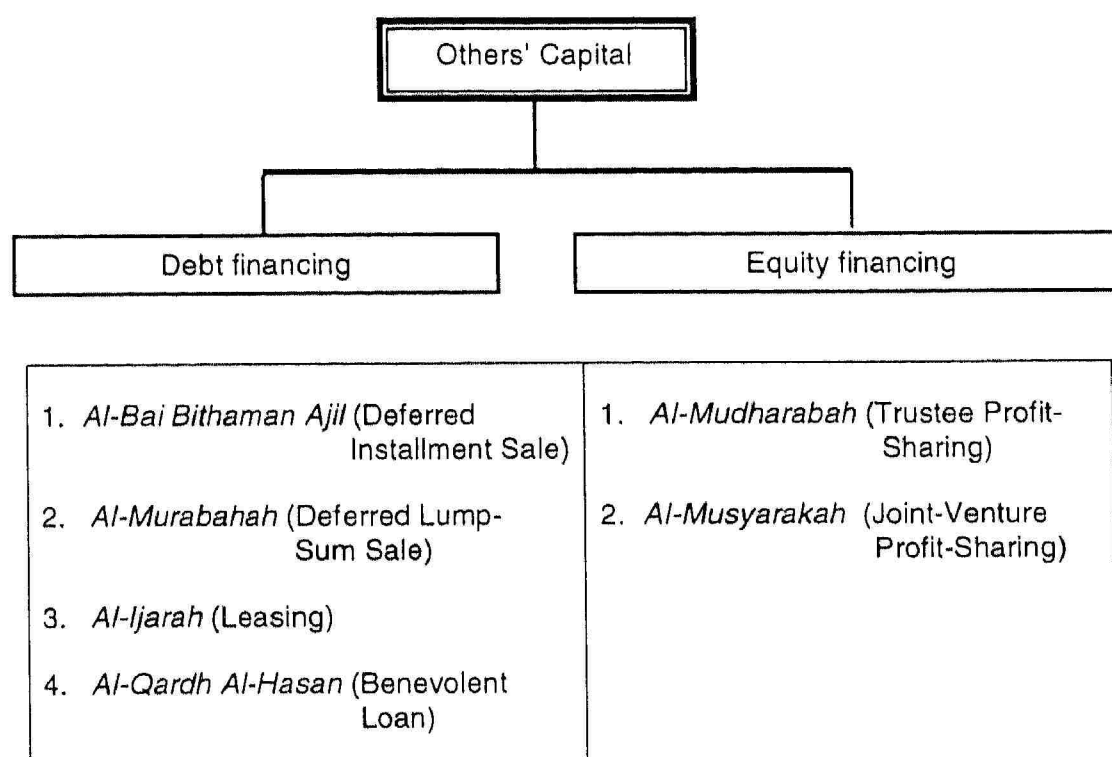 Others' Capital
Debt financing
Equity financing
1. Al-Bai Bithaman Ajil (Deferred
Installment Sale)
2. Al-Murabahah (Deferred Lump-
Sum Sale)
3. Al-Ijarah (Leasing)
4. Al-Qardh Al-Hasan (Benevolent
Loan)
1. Al-Mudharabah (Trustee Profit-
Sharing)
2. Al-Musyarakah (Joint-Venture
Profit-Sharing)